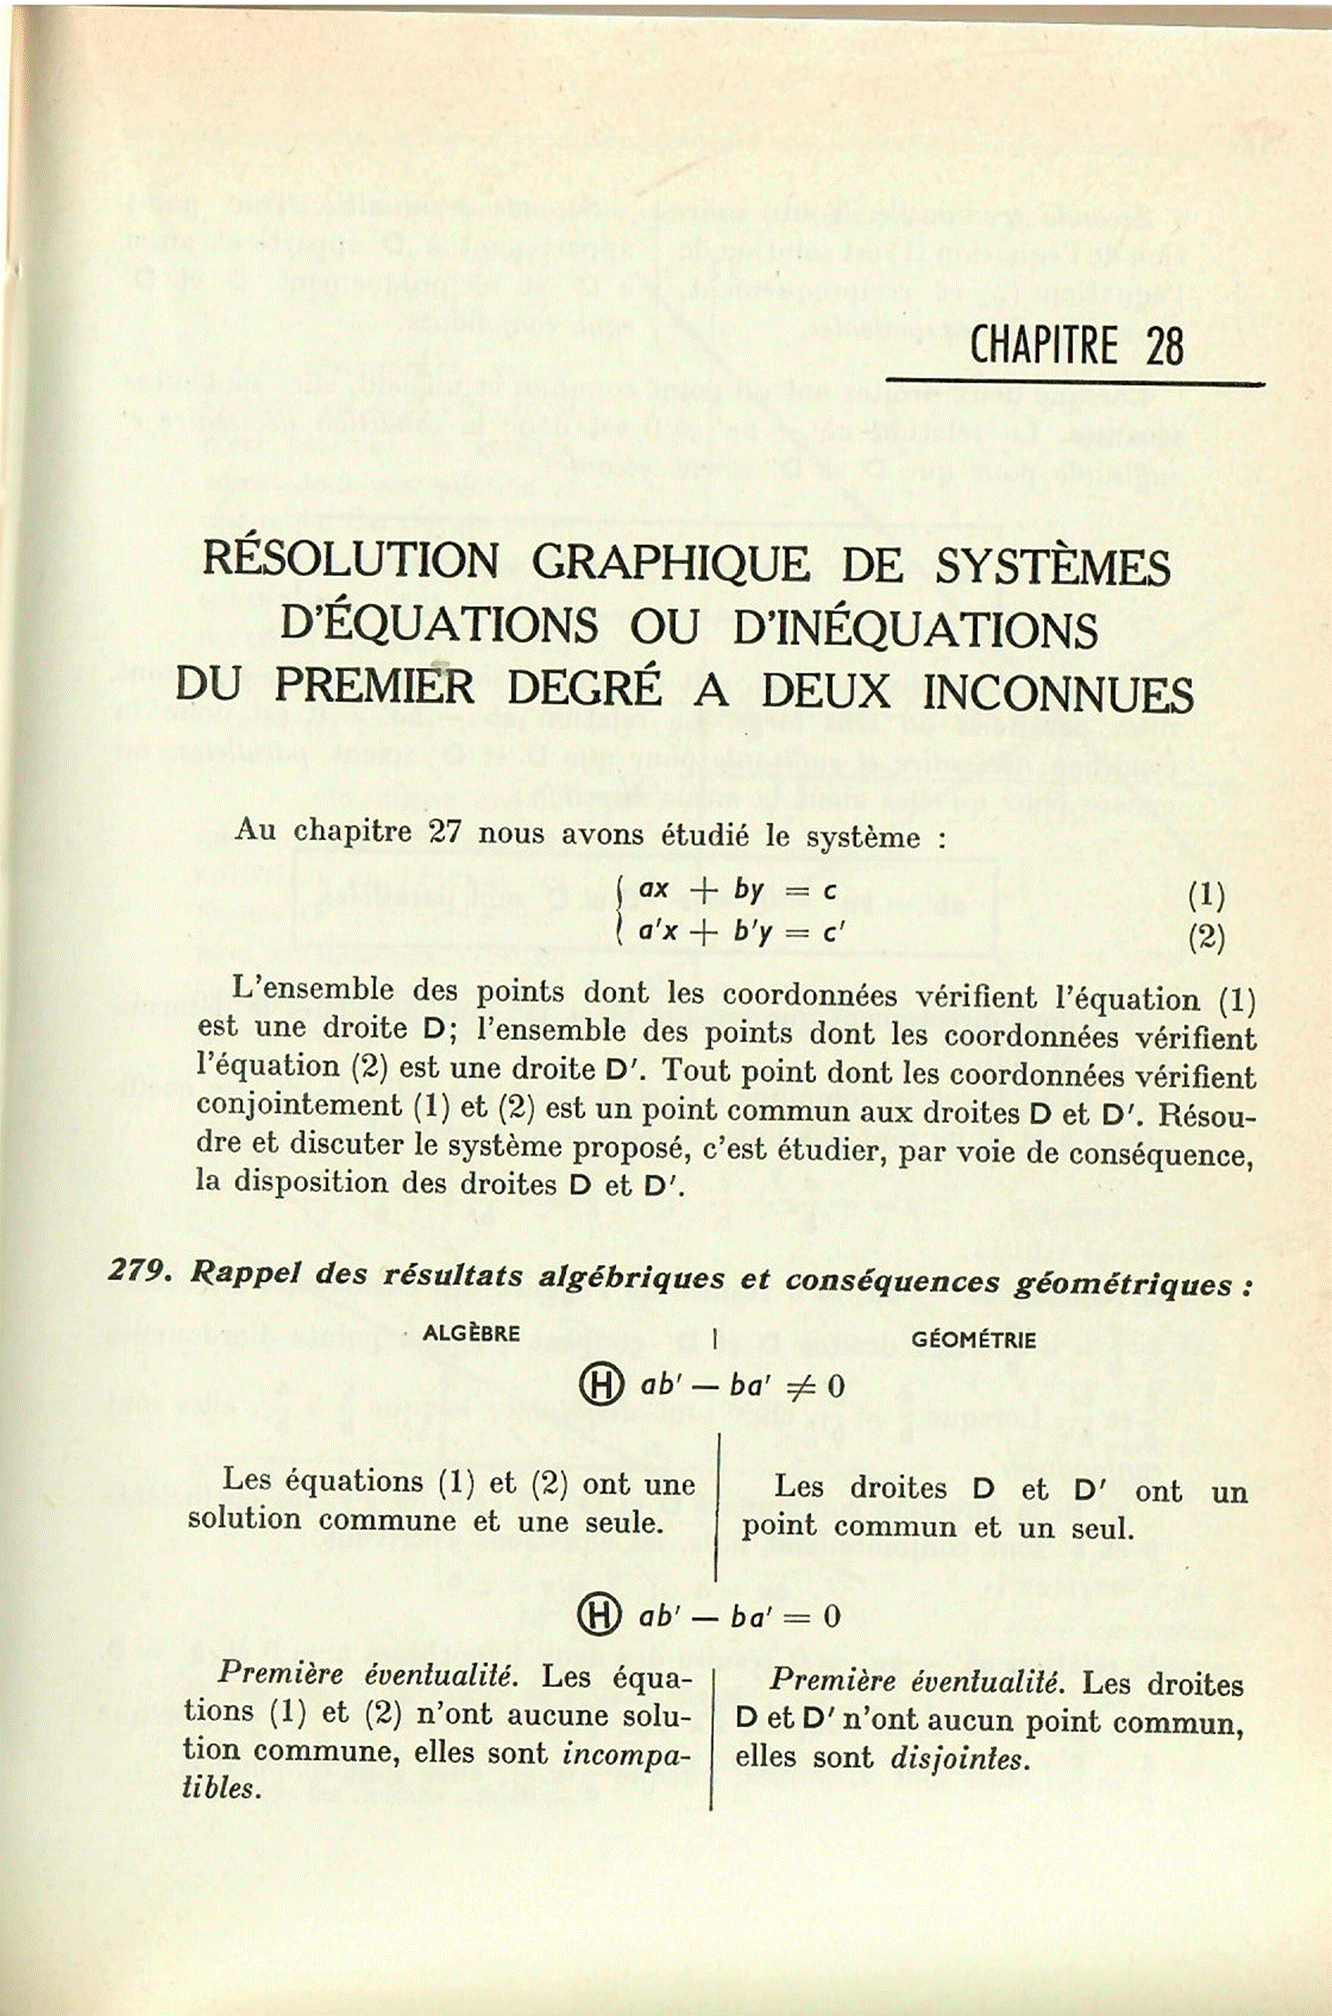 CHAPITRE 28
RÉSOLUTION GRAPHIQUE DE SYSTÈMES
D'ÉQUATIONS OU D'INÉQUATIONS
DU PREMIER DEGRÉ A DEUX INCONNUES
Au chapitre 27 nous avons étudié le système :
{ ax + by = c (1)
{ a'x + b'y = c' (2)
L'ensemble des points dont les coordonnées vérifient l'équation (1)
est une droite D; l'ensemble des points dont les coordonnées vérifient
l'équation (2) est une droite D'. Tout point dont les coordonnées vérifient
conjointement (1) et (2) est un point commun aux droites D et D'. Résou-
dre et discuter le système proposé, c'est étudier, par voie de conséquence,
la disposition des droites D et D'.
279. Rappel des résultats algébriques et conséquences géométriques :
ALGÈBRE | GÉOMÉTRIE
Ⓗ ab' — ba' ≠ 0
Les équations (1) et (2) ont une
solution commune et une seule.
Les droites D et D' ont un
point commun et un seul.
Ⓗ ab' — ba' = 0
Première éventualité. Les équa-
tions (1) et (2) n'ont aucune solu-
tion commune, elles sont incompa-
tibles.
Première éventualité. Les droites
D et D' n'ont aucun point commun,
elles sont disjointes.